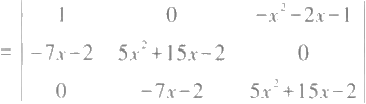 = | 1 0 -x² -2x -1 |
| -7x -2 5x² +15x -2 0 |
| 0 -7x -2 5x² +15x -2 |